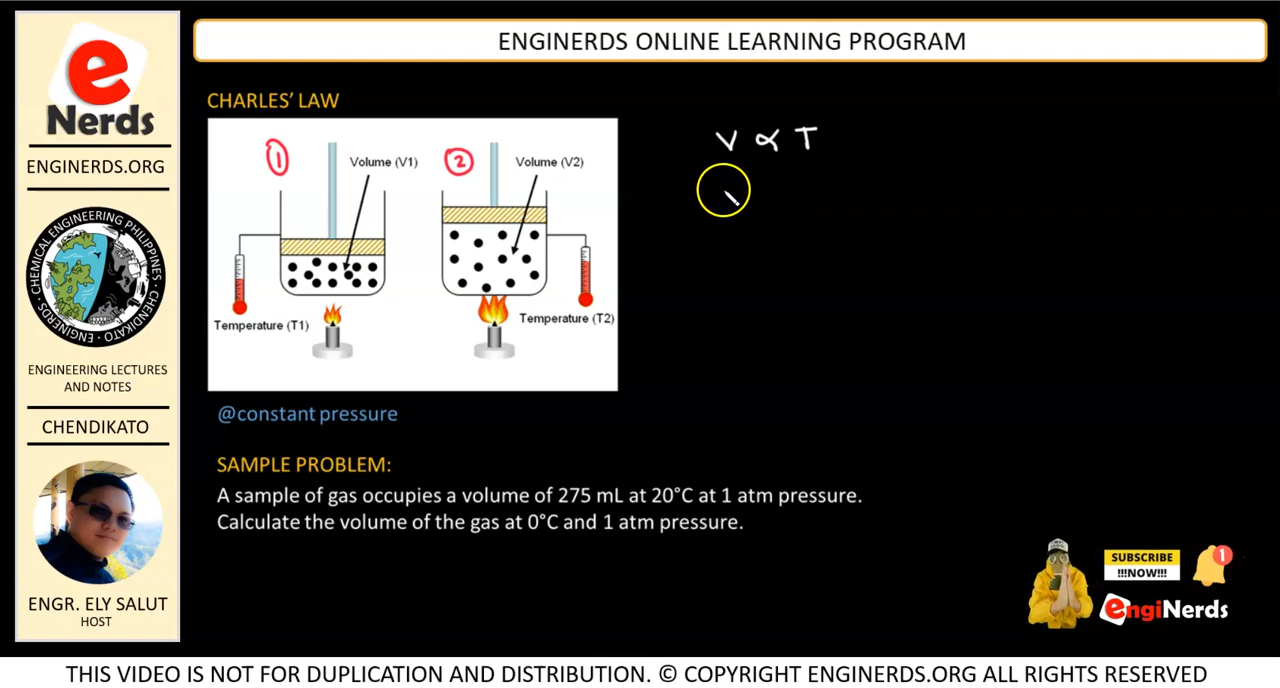 ENGINERDS ONLINE LEARNING PROGRAM
e
Nerds
ENGINERDS.ORG
CHEMICAL ENGINEERING PHILIPPINES
CHENDIKATO - ENGINERDS
ENGINEERING LECTURES
AND NOTES
CHENDIKATO
ENGR. ELY SALUT
HOST
CHARLES' LAW
1
Volume (V1)
2
Volume (V2)
Temperature (T1)
Temperature (T2)
V ∝ T
@constant pressure
SAMPLE PROBLEM:
A sample of gas occupies a volume of 275 mL at 20°C at 1 atm pressure.
Calculate the volume of the gas at 0°C and 1 atm pressure.
SUBSCRIBE
!!!NOW!!!
1
engiNerds
THIS VIDEO IS NOT FOR DUPLICATION AND DISTRIBUTION. © COPYRIGHT ENGINERDS.ORG ALL RIGHTS RESERVED